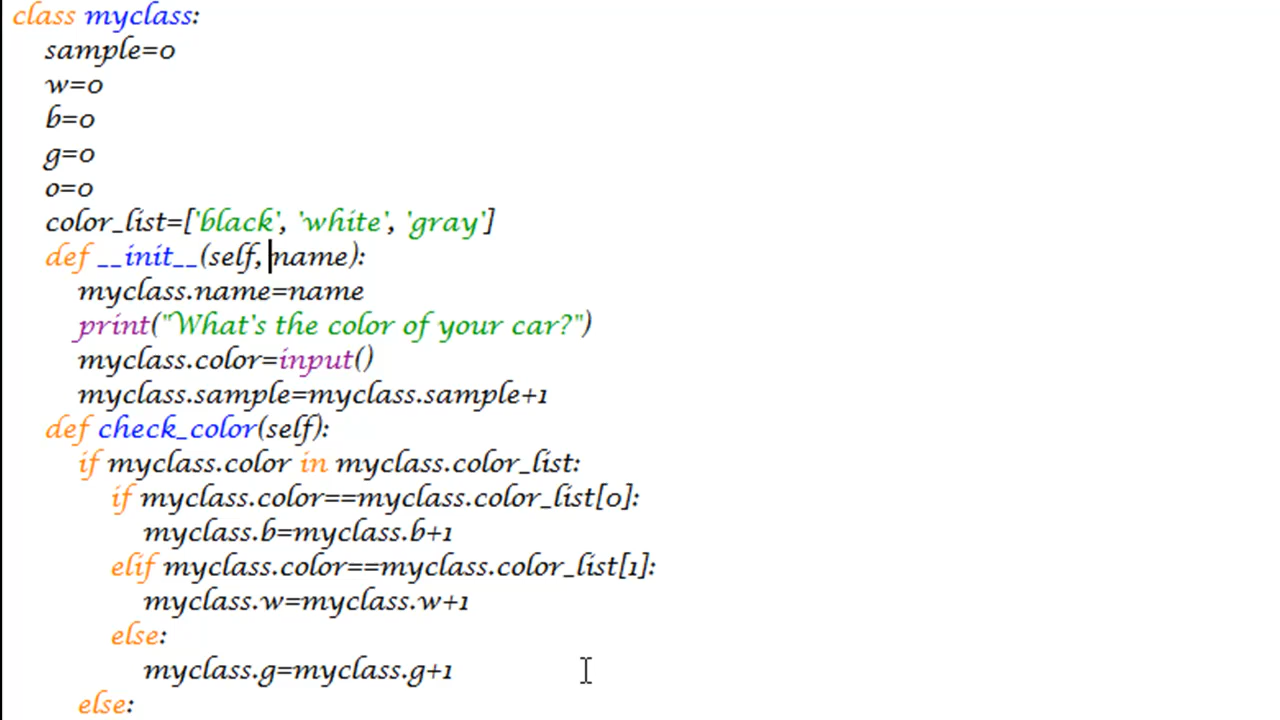 class myclass:
    sample=0
    w=0
    b=0
    g=0
    o=0
    color_list=['black', 'white', 'gray']
    def __init__(self, name):
        myclass.name=name
        print("What's the color of your car?")
        myclass.color=input()
        myclass.sample=myclass.sample+1
    def check_color(self):
        if myclass.color in myclass.color_list:
            if myclass.color==myclass.color_list[0]:
                myclass.b=myclass.b+1
            elif myclass.color==myclass.color_list[1]:
                myclass.w=myclass.w+1
            else:
                myclass.g=myclass.g+1
        else: